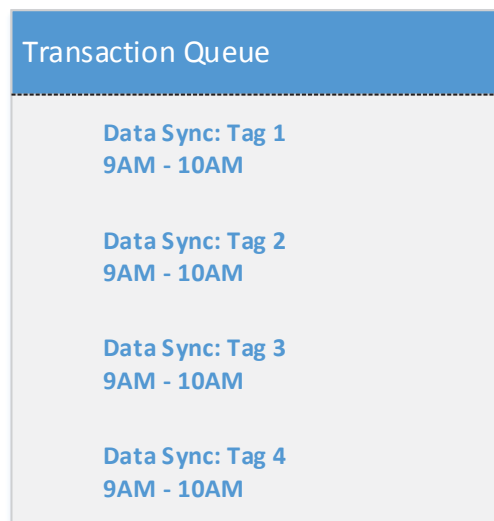 Transaction Queue
Data Sync: Tag 1
9AM - 10AM
Data Sync: Tag 2
9AM - 10AM
Data Sync: Tag 3
9AM - 10AM
Data Sync: Tag 4
9AM - 10AM